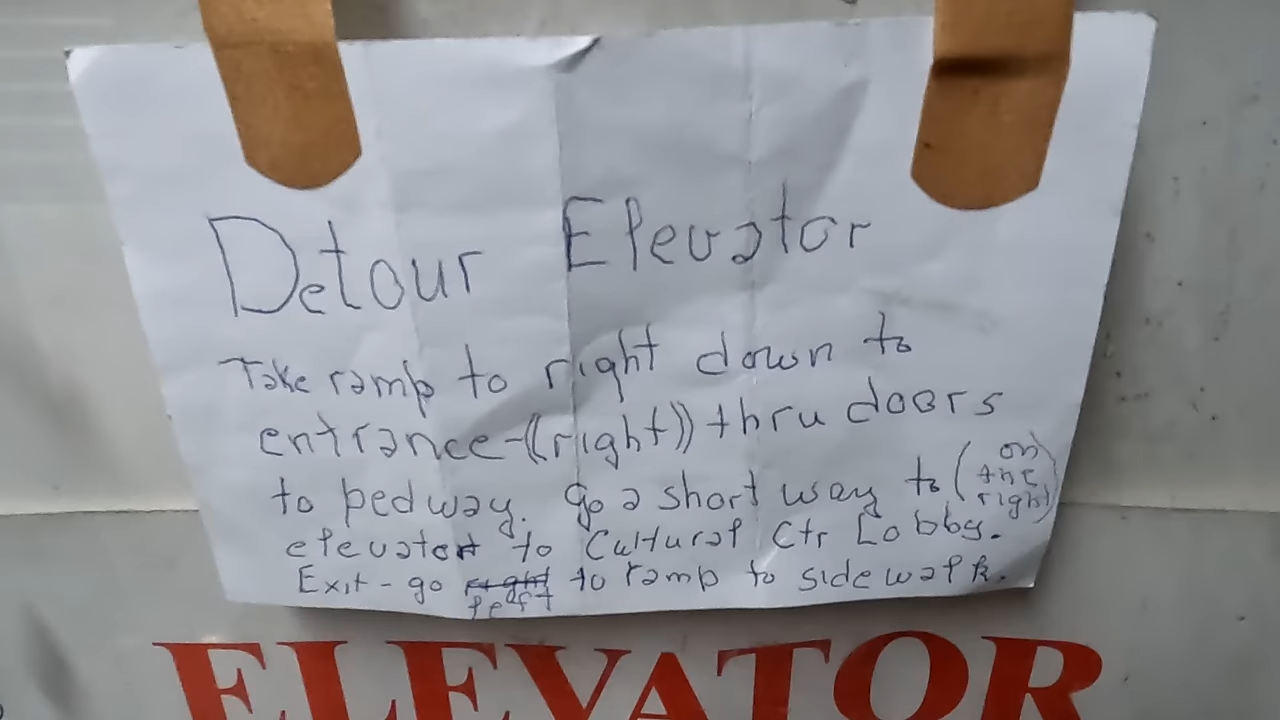 Detour Elevator
Take ramp to right down to
entrance-((right)) thru doors
to pedway. Go a short way to (on the right)
elevator to Cultural Ctr Lobby.
Exit - go right left to ramp to sidewalk.
ELEVATOR